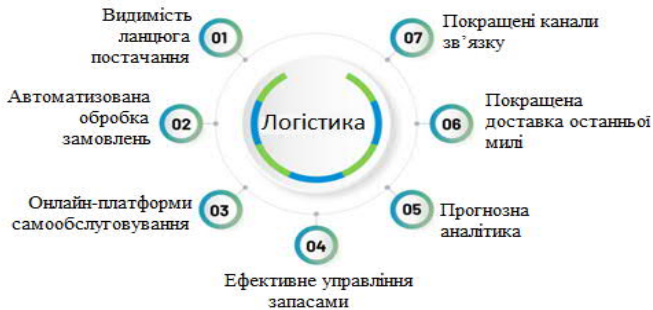 Видимість
ланцюга
постачання
01
Автоматизована
обробка
замовлень
02
Онлайн-платформи
самообслуговування
03
04
Ефективне управління
запасами
05
Прогнозна
аналітика
06
Покращена
доставка останньої
милі
07
Покращені канали
зв’язку
Логістика